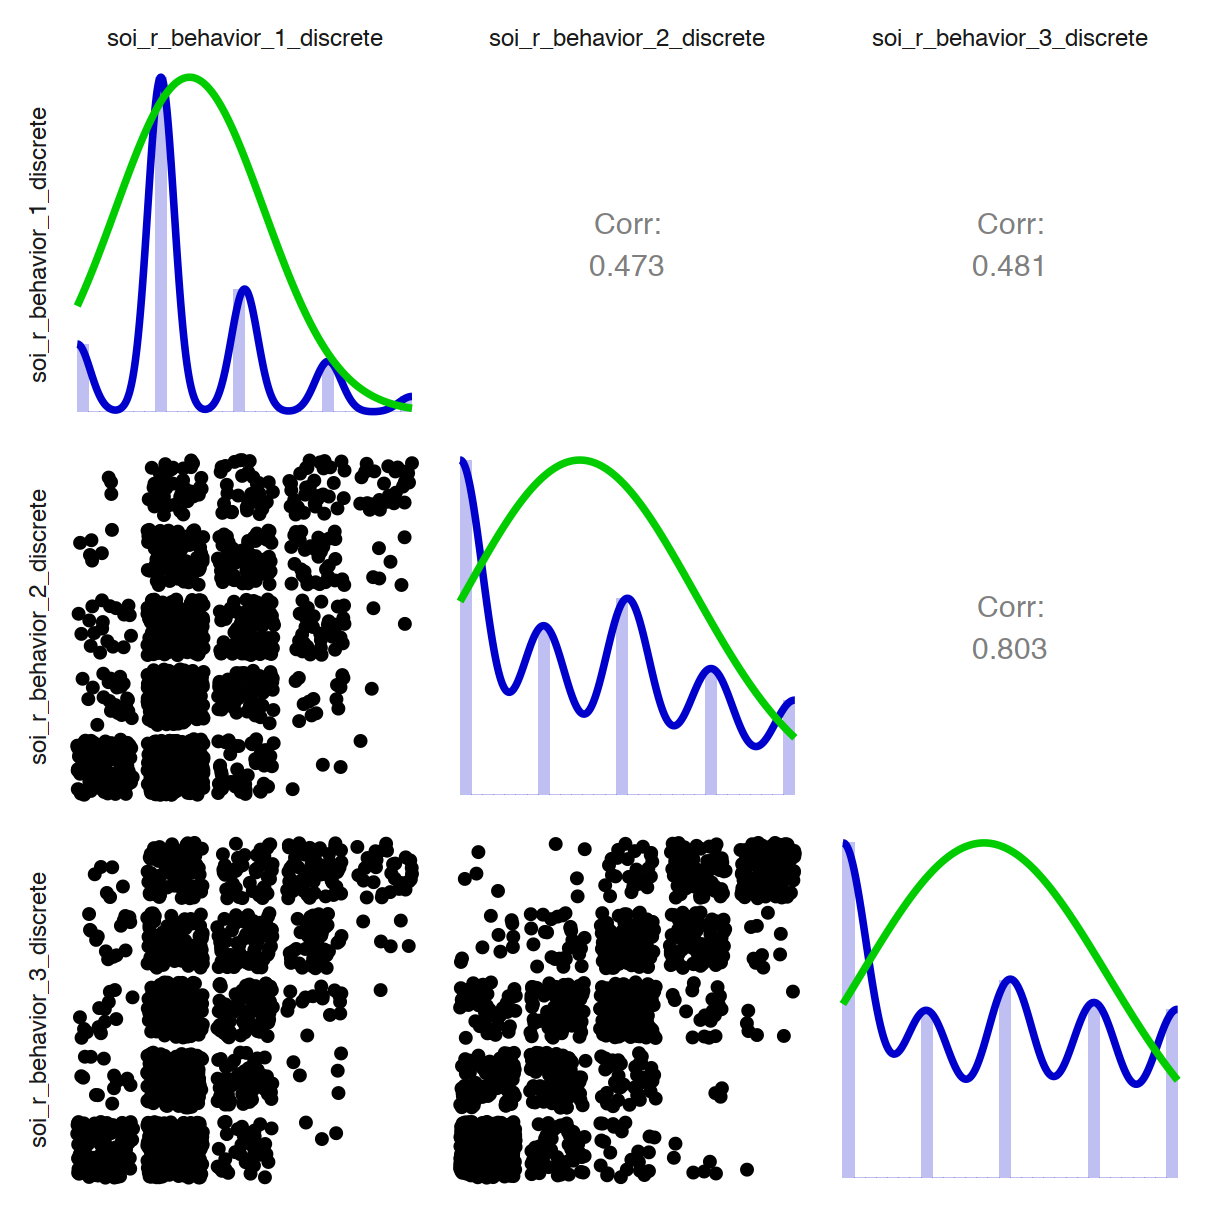 soi_r_behavior_1_discrete
soi_r_behavior_2_discrete
soi_r_behavior_3_discrete
soi_r_behavior_1_discrete
Corr:
0.473
Corr:
0.481
soi_r_behavior_2_discrete
Corr:
0.803
soi_r_behavior_3_discrete